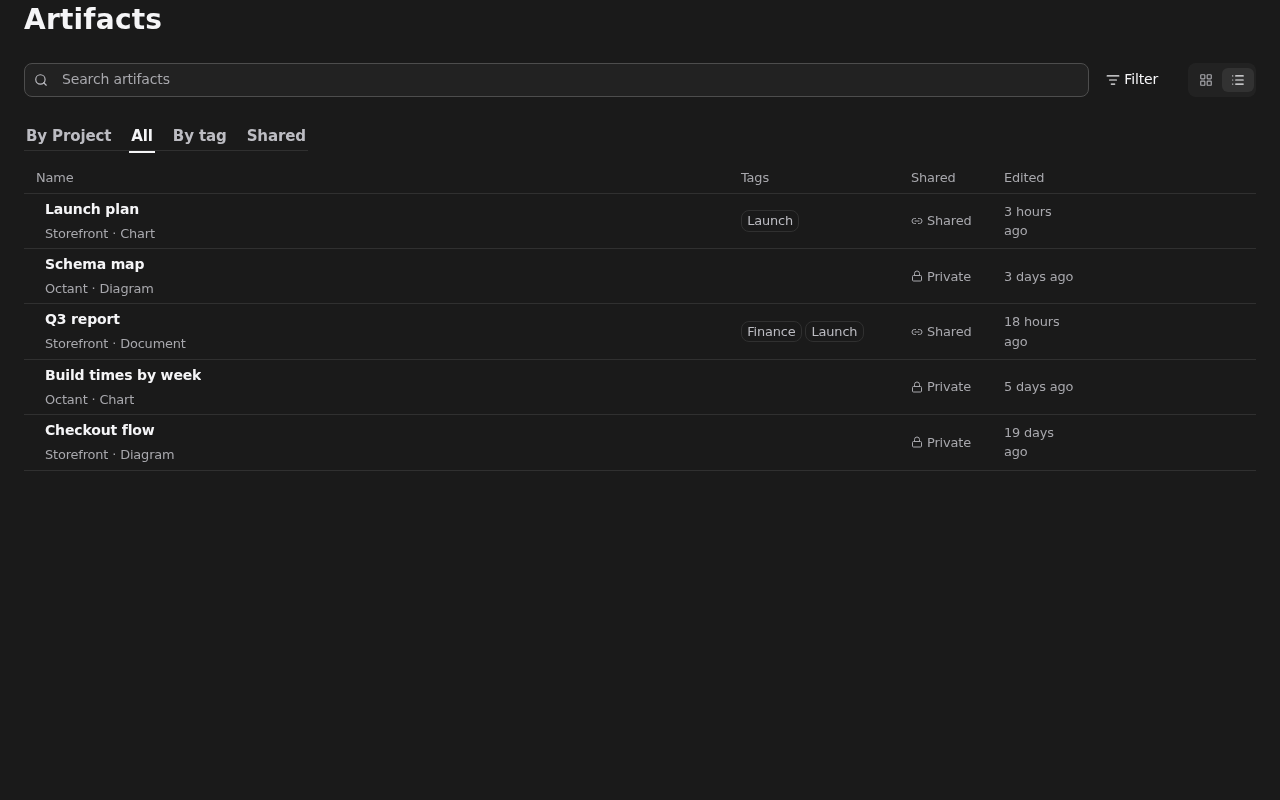 Artifacts
Search artifacts
Filter
By Project All By tag Shared
Name Tags Shared Edited
Launch plan
Storefront · Chart
Launch
Shared
3 hours
ago
Schema map
Octant · Diagram
Private
3 days ago
Q3 report
Storefront · Document
Finance Launch
Shared
18 hours
ago
Build times by week
Octant · Chart
Private
5 days ago
Checkout flow
Storefront · Diagram
Private
19 days
ago